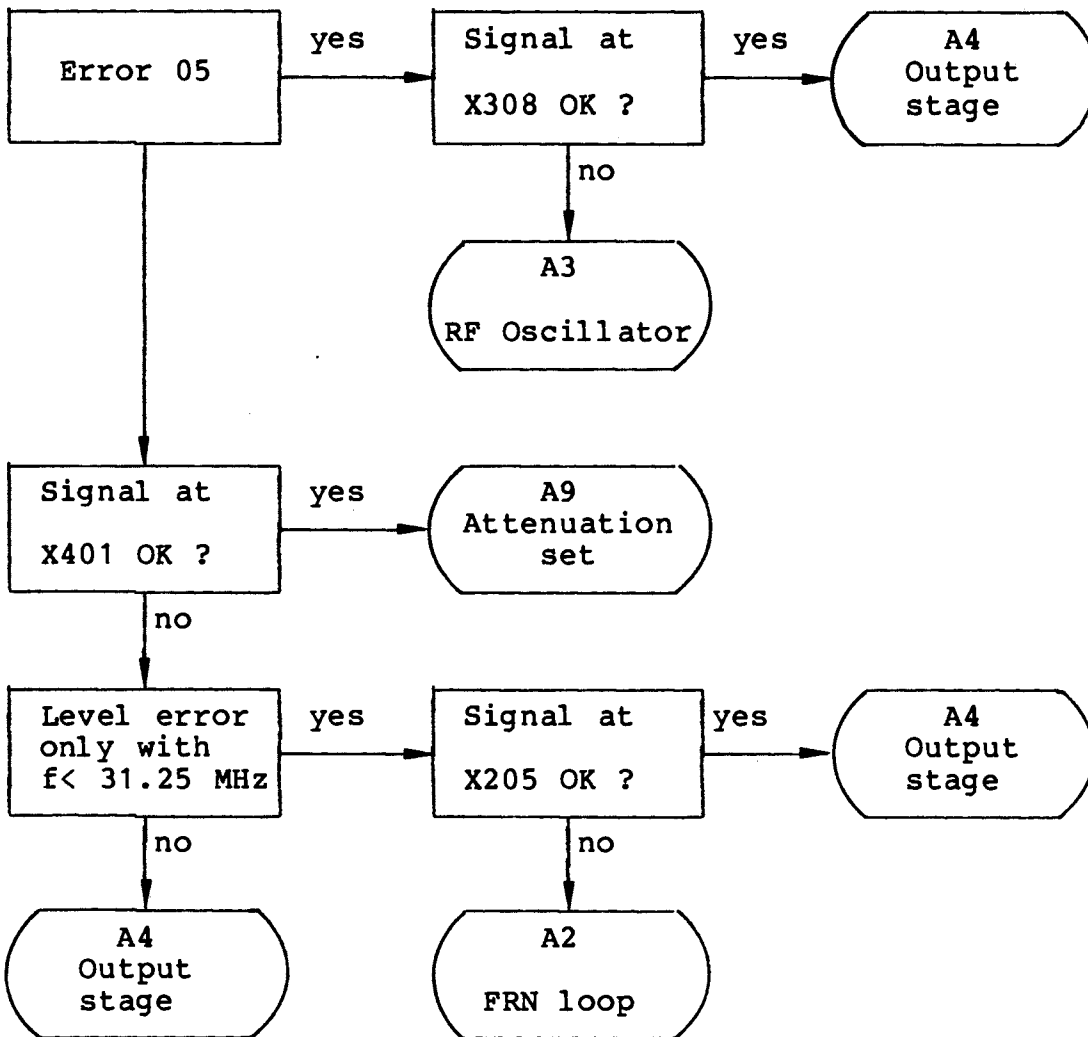 Error 05
yes
Signal at
X308 OK ?
yes
A4
Output
stage
no
A3
RF Oscillator
Signal at
X401 OK ?
yes
A9
Attenuation
set
no
Level error
only with
f< 31.25 MHz
yes
Signal at
X205 OK ?
yes
A4
Output
stage
no
A4
Output
stage
no
A2
FRN loop